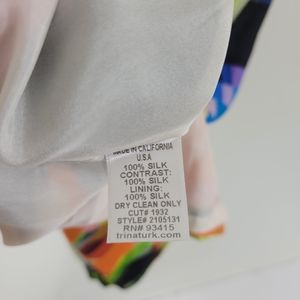 MADE IN CALIFORNIA
U.S.A
100% SILK
CONTRAST:
100% SILK
LINING:
100% SILK
DRY CLEAN ONLY
CUT# 1932
STYLE# 2105131
RN# 93415
trinaturk.com